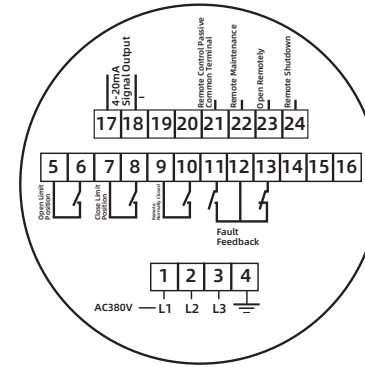 4-20mA
Signal Output
—
Remote Control Passive
Common Terminal
Remote Maintenance
Open Remotely
Remote Shutdown
17 18 19 20 21 22 23 24
5 6 7 8 9 10 11 12 13 14 15 16
Open Limit
Position
Close Limit
Position
Remote
Normally Closed
Fault
Feedback
1 2 3 4
AC380V — L1 L2 L3